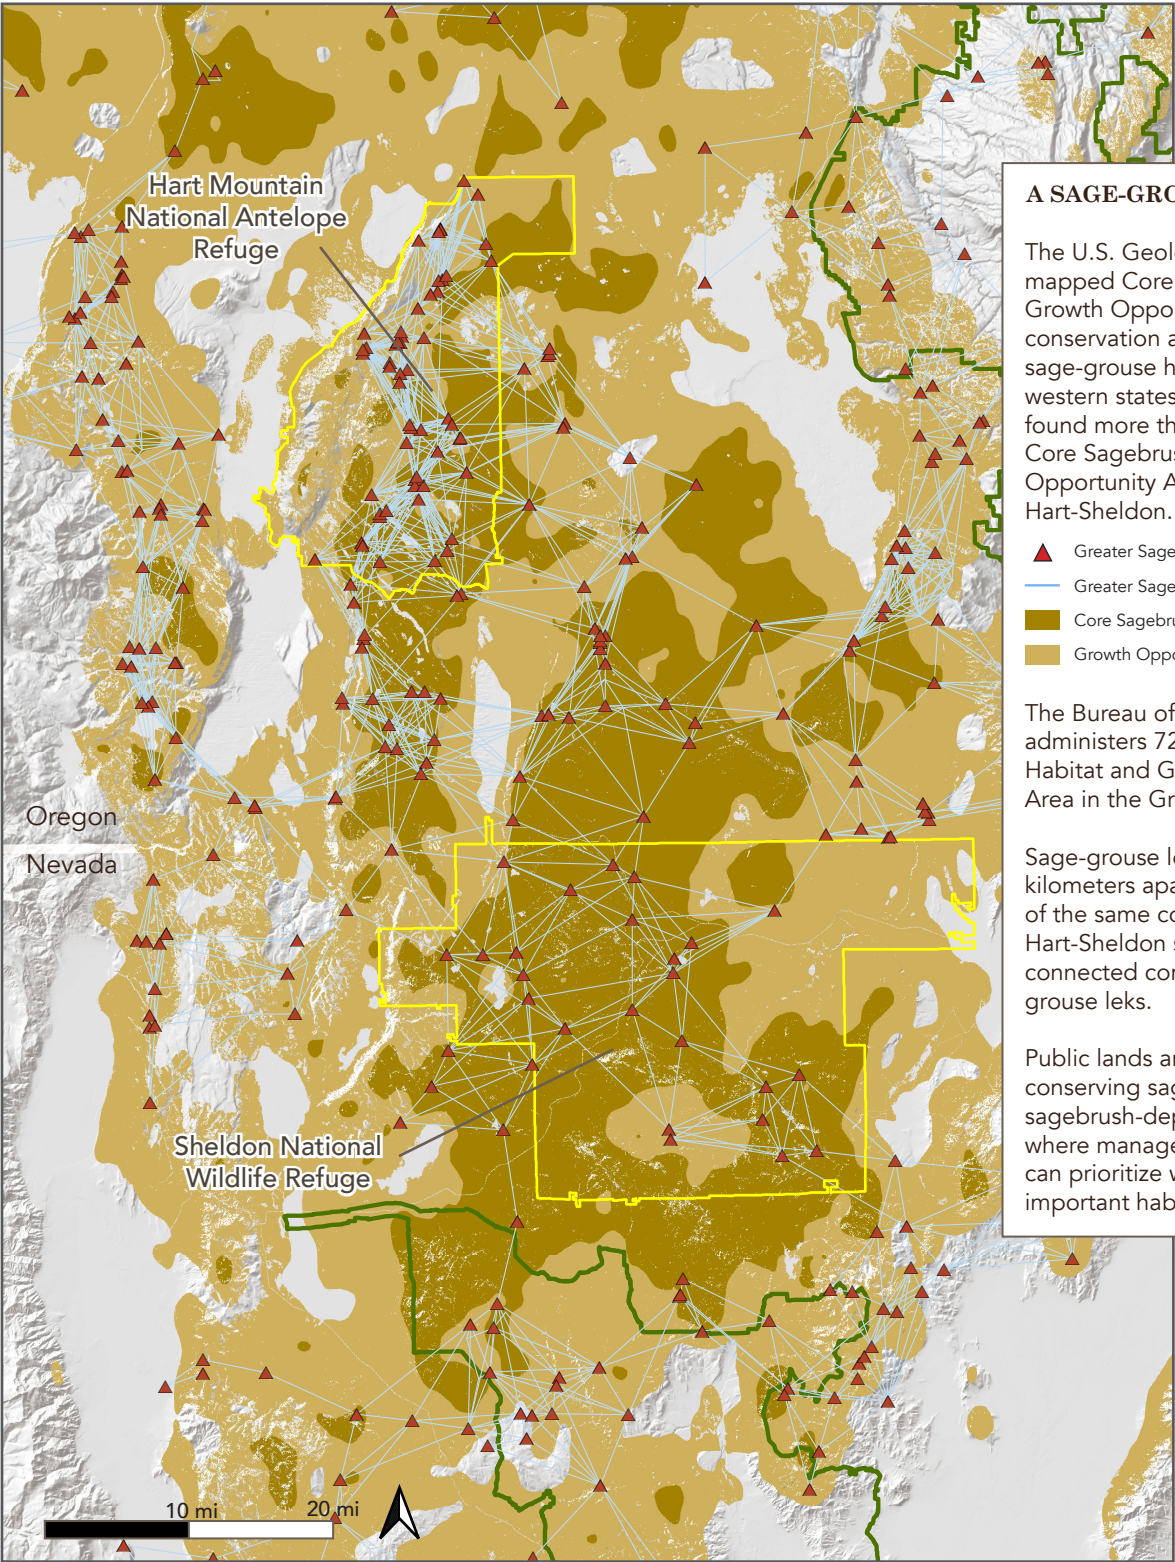 Hart Mountain
National Antelope
Refuge
Oregon
Nevada
Sheldon National
Wildlife Refuge
10 mi
20 mi
A SAGE-GRO
The U.S. Geol
mapped Core
Growth Oppo
conservation a
sage-grouse h
western states
found more th
Core Sagebrus
Opportunity A
Hart-Sheldon.
Greater Sage
Greater Sage
Core Sagebru
Growth Oppo
The Bureau of
administers 72
Habitat and G
Area in the Gr
Sage-grouse le
kilometers apa
of the same co
Hart-Sheldon s
connected cor
grouse leks.
Public lands ar
conserving sag
sagebrush-dep
where manage
can prioritize w
important hab